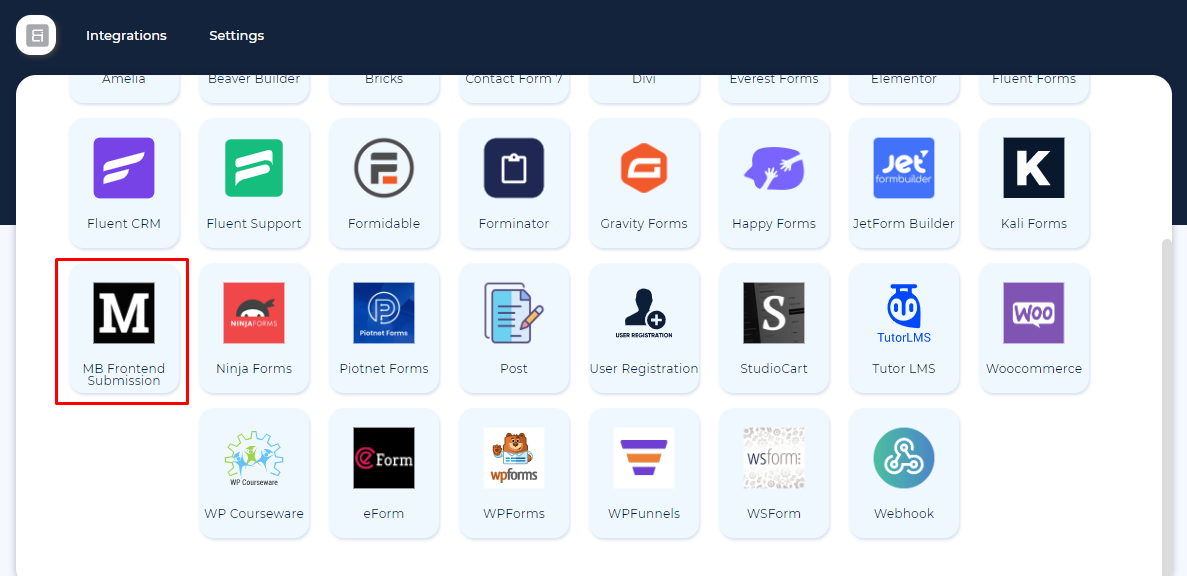 Integrations Settings
Amelia Beaver Builder Bricks Contact Form 7 Divi Everest Forms Elementor Fluent Forms
Jet
formbuilder K
Fluent CRM Fluent Support Formidable Forminator Gravity Forms Happy Forms JetForm Builder Kali Forms
M NINJAFORMS Piotnet Forms USER REGISTRATION S TutorLMS WOO
MB Frontend
Submission Ninja Forms Piotnet Forms Post User Registration StudioCart Tutor LMS Woocommerce
WP Courseware eForm wpforms wsform
WP Courseware eForm WPForms WPFunnels WSForm Webhook